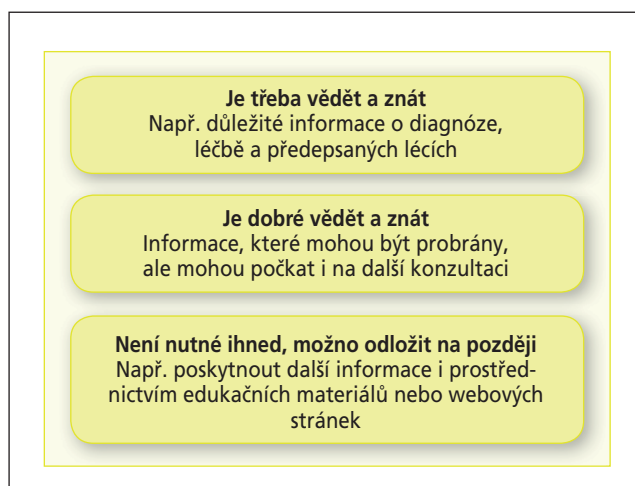 Je třeba vědět a znát
Např. důležité informace o diagnóze,
léčbě a předepsaných lécích
Je dobré vědět a znát
Informace, které mohou být probrány,
ale mohou počkat i na další konzultaci
Není nutné ihned, možno odložit na později
Např. poskytnout další informace i prostřed-
nictvím edukačních materiálů nebo webových
stránek